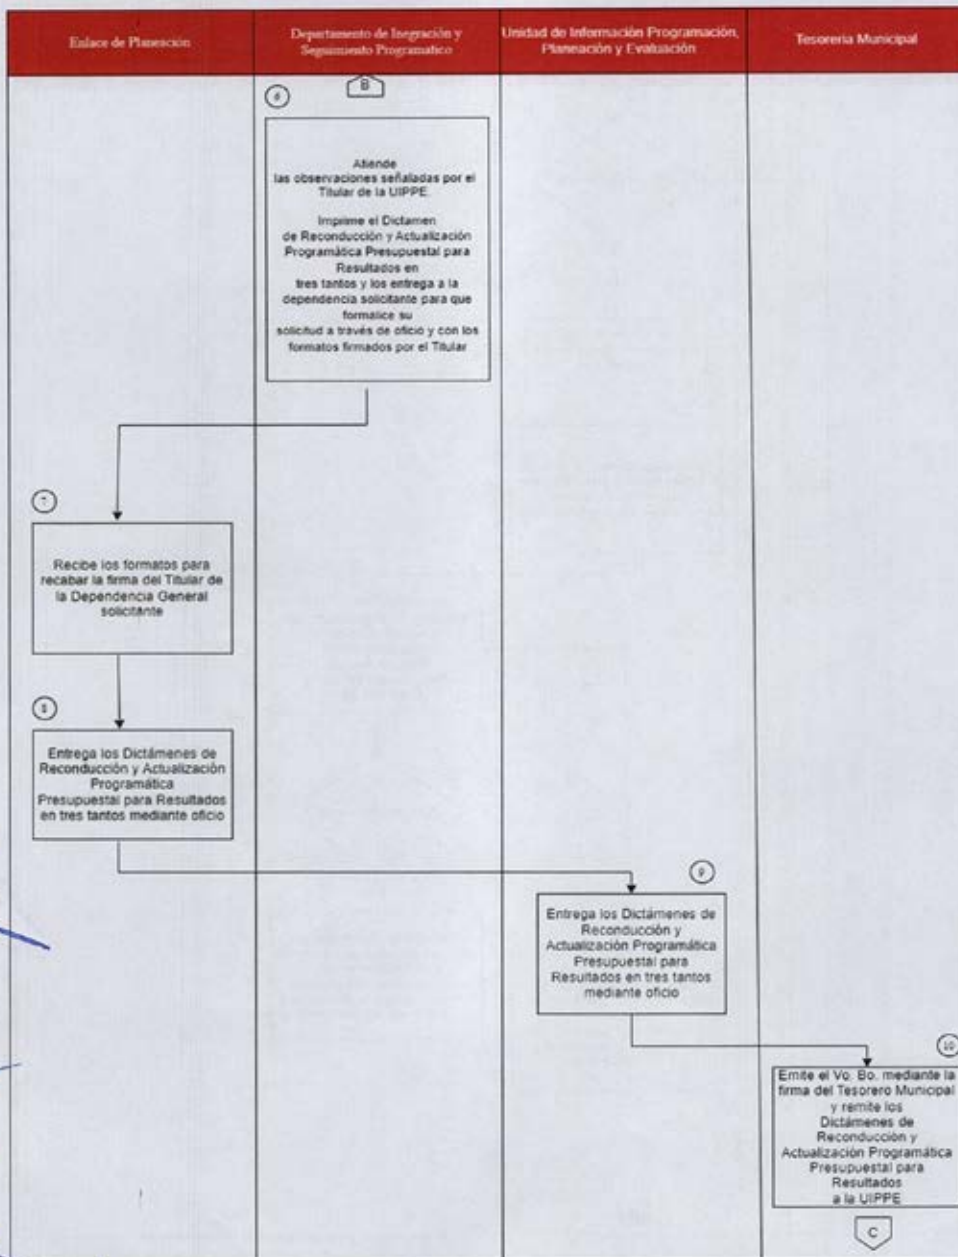 Enlace de Planeación
Departamento de Inegración y
Seguimiento Programatico
Unidad de Información Programación,
Planeación y Evaluación
Tesorería Municipal
B
6
Atiende
las observaciones señaladas por el
Titular de la UIPPE.
Imprime el Dictamen
de Reconducción y Actualización
Programática Presupuestal para
Resultados en
tres tantos y los entrega a la
dependencia solicitante para que
formalice su
solicitud a través de oficio y con los
formatos firmados por el Titular
7
Recibe los formatos para
recabar la firma del Titular de
la Dependencia General
solicitante
8
Entrega los Dictámenes de
Reconducción y Actualización
Programática
Presupuestal para Resultados
en tres tantos mediante oficio
9
Entrega los Dictámenes de
Reconducción y
Actualización Programática
Presupuestal para
Resultados en tres tantos
mediante oficio
10
Emite el Vo. Bo. mediante la
firma del Tesorero Municipal
y remite los
Dictámenes de
Reconducción y
Actualización Programática
Presupuestal para
Resultados
a la UIPPE
C